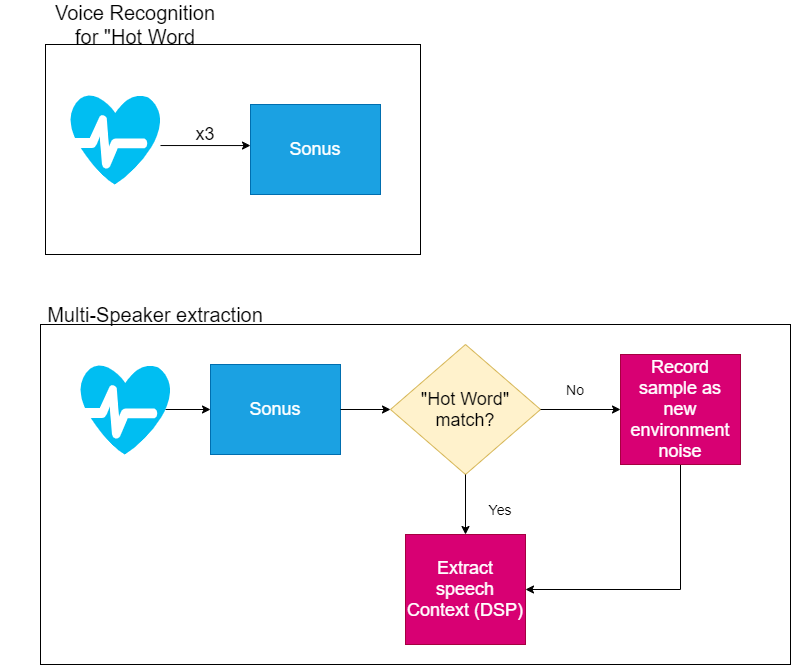 Voice Recognition
for "Hot Word
x3
Sonus
Multi-Speaker extraction
Sonus
"Hot Word"
match?
No
Record
sample as
new
environment
noise
Yes
Extract
speech
Context (DSP)